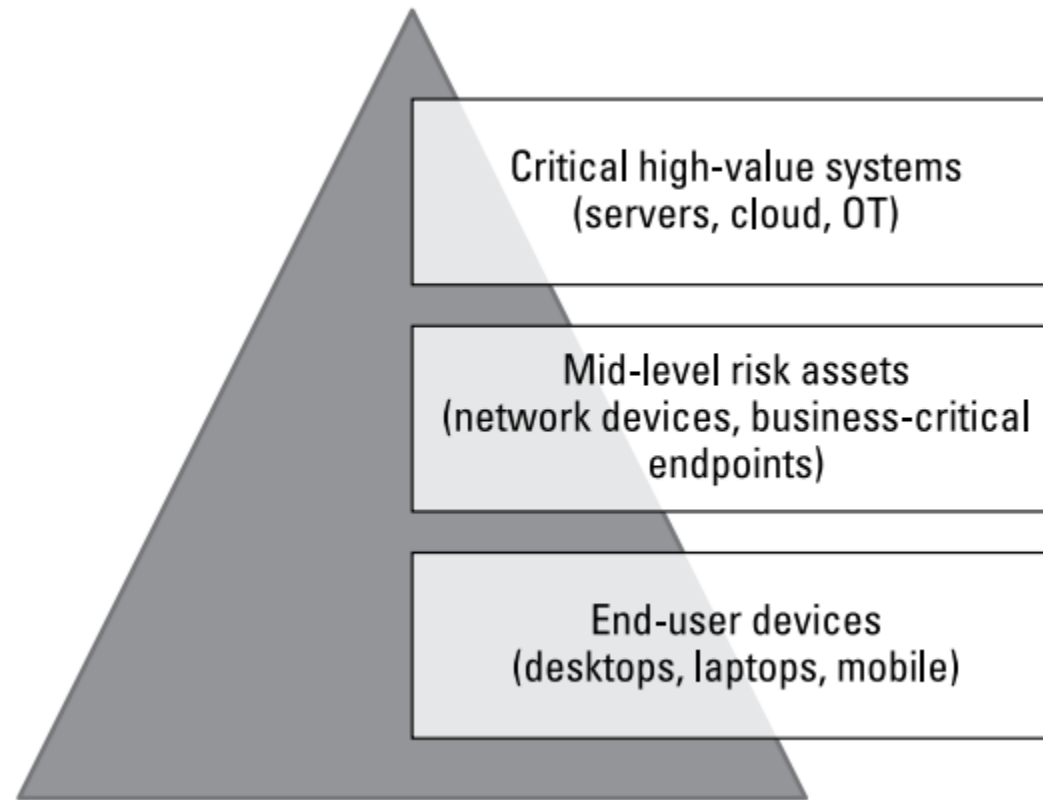 Critical high-value systems
(servers, cloud, OT)
Mid-level risk assets
(network devices, business-critical
endpoints)
End-user devices
(desktops, laptops, mobile)